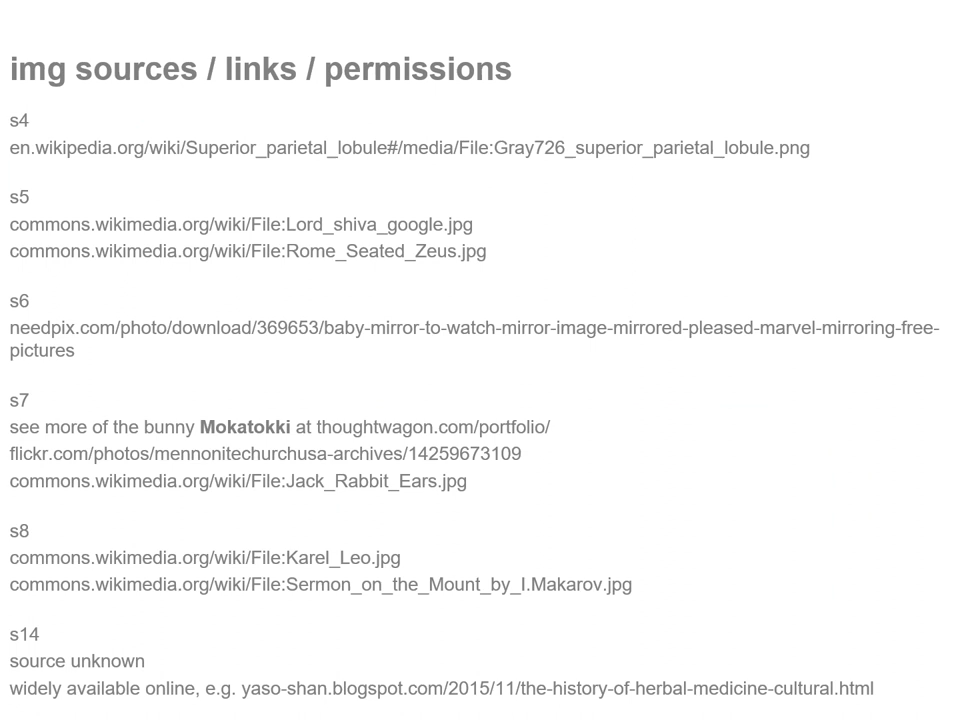 img sources / links / permissions
s4
en.wikipedia.org/wiki/Superior_parietal_lobule#/media/File:Gray726_superior_parietal_lobule.png
s5
commons.wikimedia.org/wiki/File:Lord_shiva_google.jpg
commons.wikimedia.org/wiki/File:Rome_Seated_Zeus.jpg
s6
needpix.com/photo/download/369653/baby-mirror-to-watch-mirror-image-mirrored-pleased-marvel-mirroring-free-
pictures
s7
see more of the bunny Mokatokki at thoughtwagon.com/portfolio/
flickr.com/photos/mennonitechurchusa-archives/14259673109
commons.wikimedia.org/wiki/File:Jack_Rabbit_Ears.jpg
s8
commons.wikimedia.org/wiki/File:Karel_Leo.jpg
commons.wikimedia.org/wiki/File:Sermon_on_the_Mount_by_I.Makarov.jpg
s14
source unknown
widely available online, e.g. yaso-shan.blogspot.com/2015/11/the-history-of-herbal-medicine-cultural.html